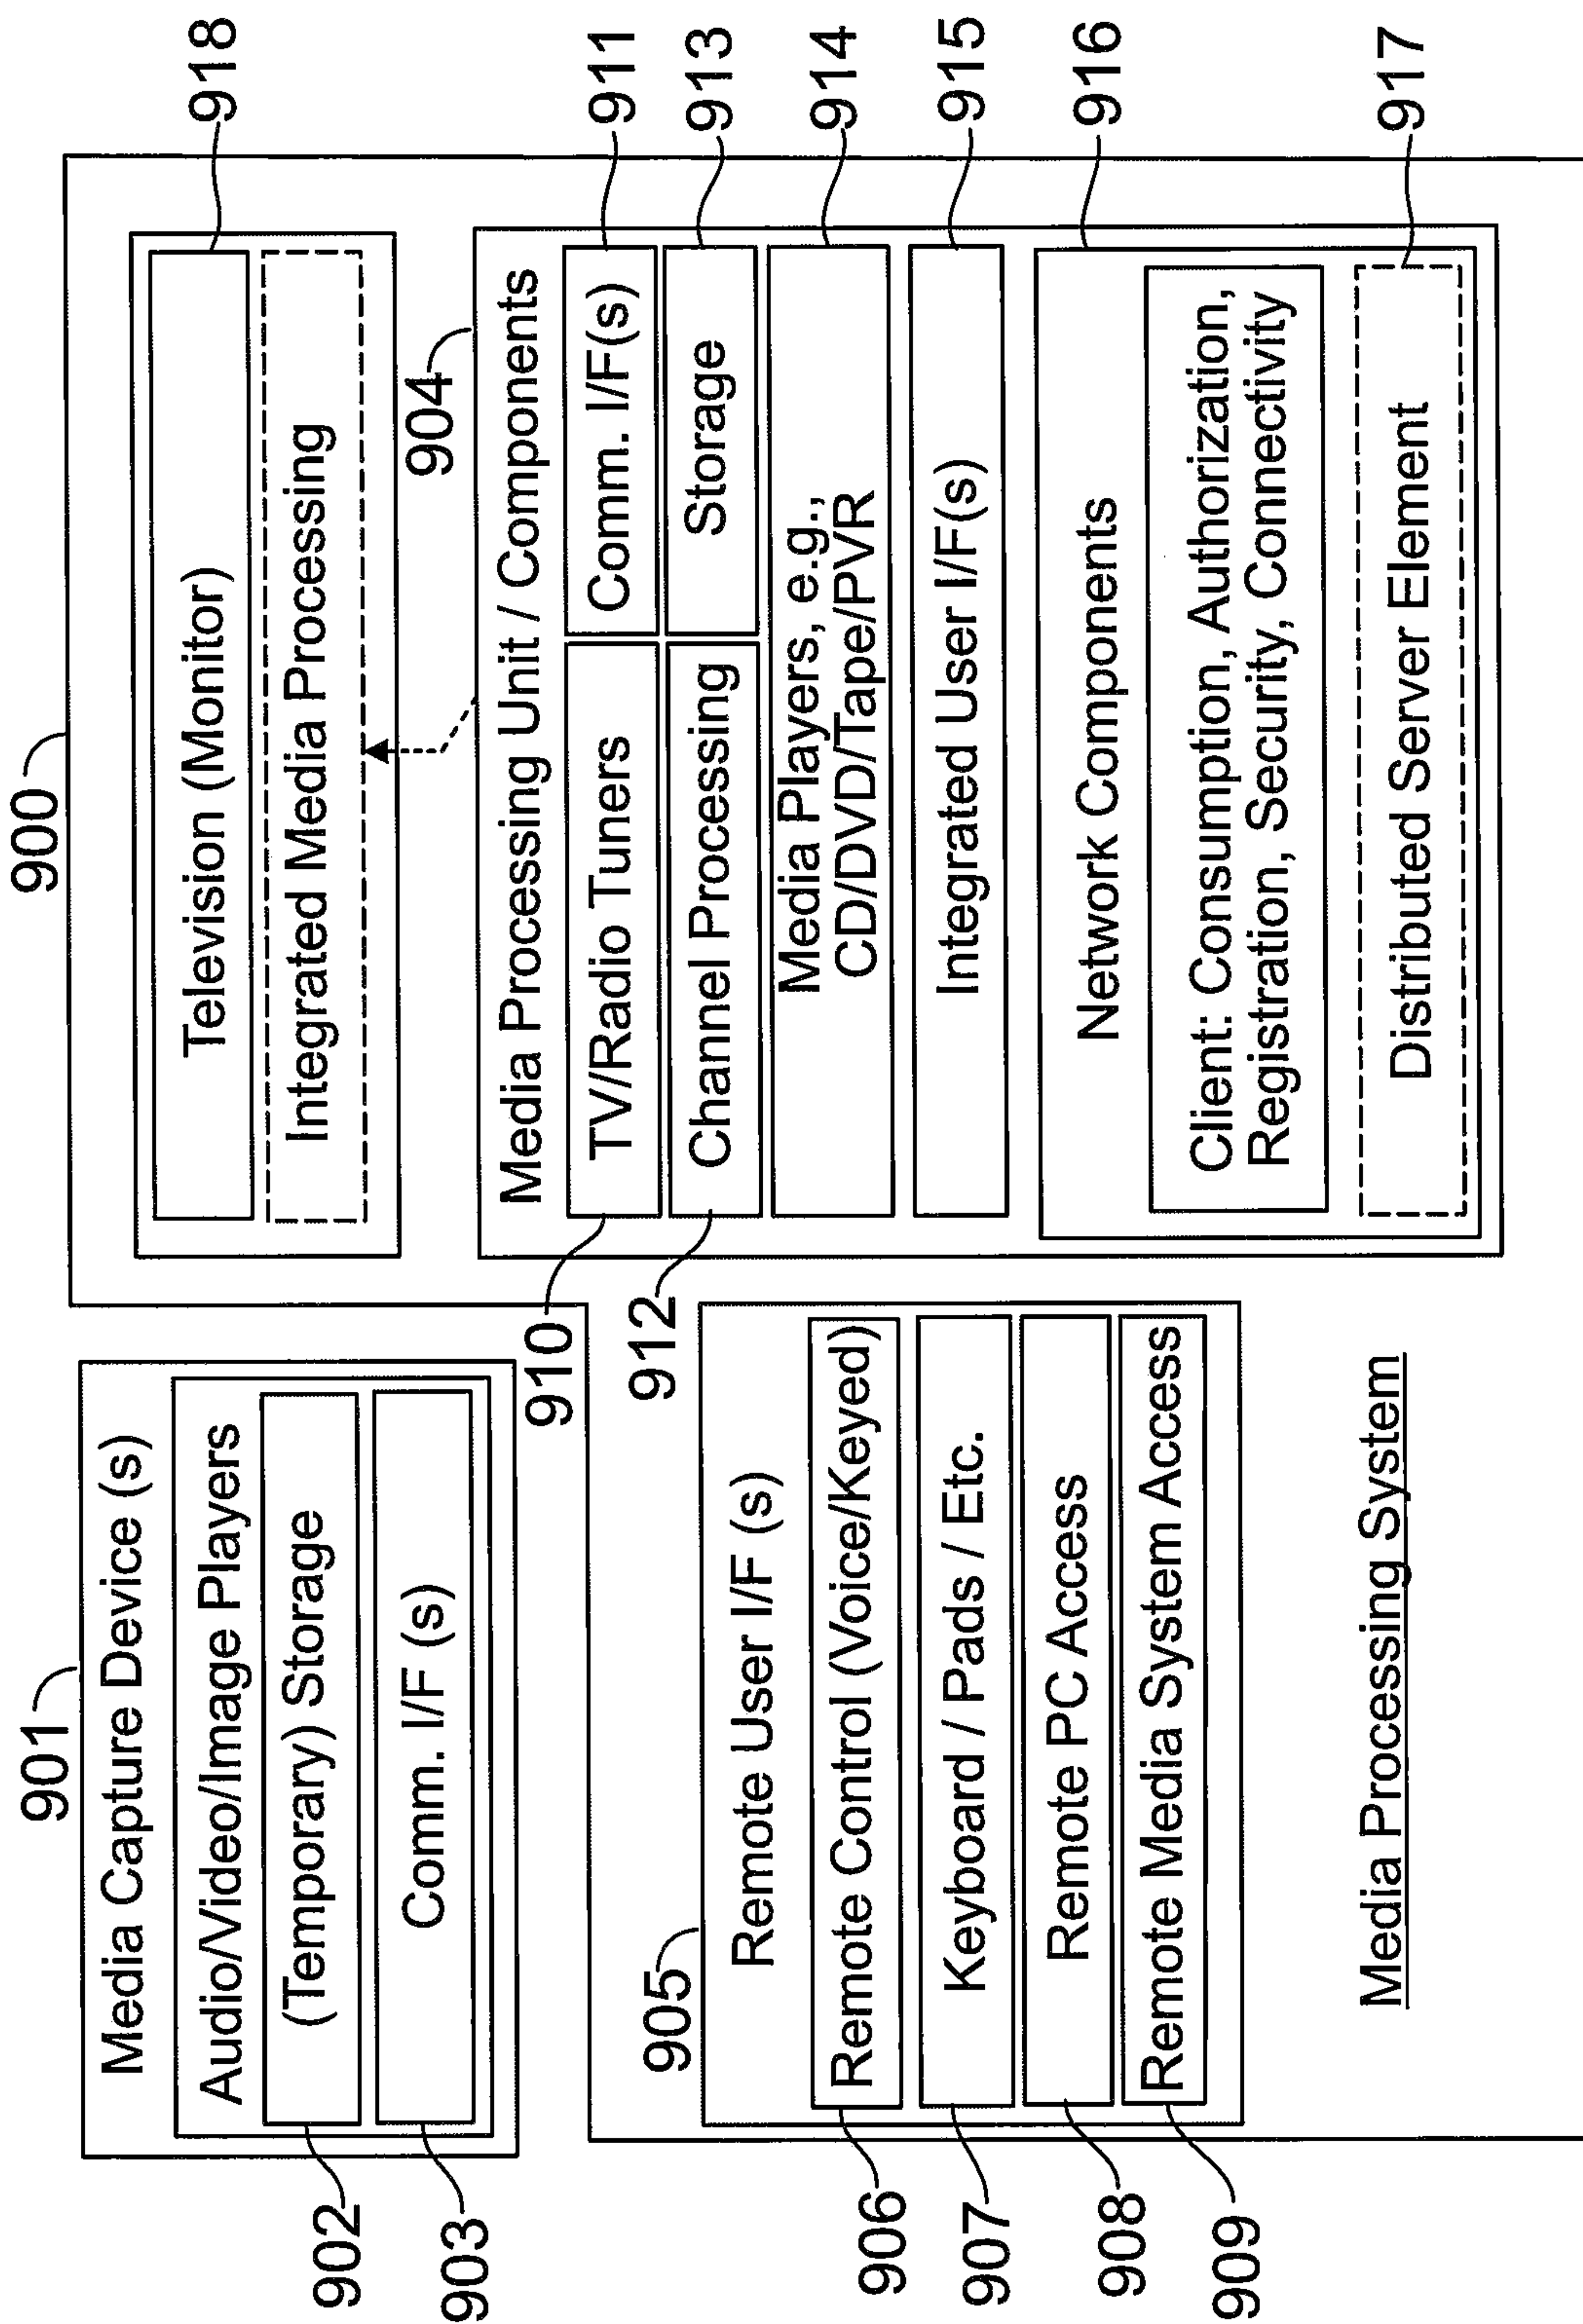 900
901
Media Capture Device (s)
Audio/Video/Image Players
(Temporary) Storage
Comm. I/F (s)
902
903
905
Remote User I/F (s)
Remote Control (Voice/Keyed)
Keyboard / Pads / Etc.
Remote PC Access
Remote Media System Access
906
907
908
909
Television (Monitor)
Integrated Media Processing
918
904
Media Processing Unit / Components
TV/Radio Tuners
Comm. I/F(s)
Channel Processing
Storage
Media Players, e.g.,
CD/DVD/Tape/PVR
Integrated User I/F(s)
Network Components
Client: Consumption, Authorization,
Registration, Security, Connectivity
Distributed Server Element
910
912
911
913
914
915
916
917
Media Processing System